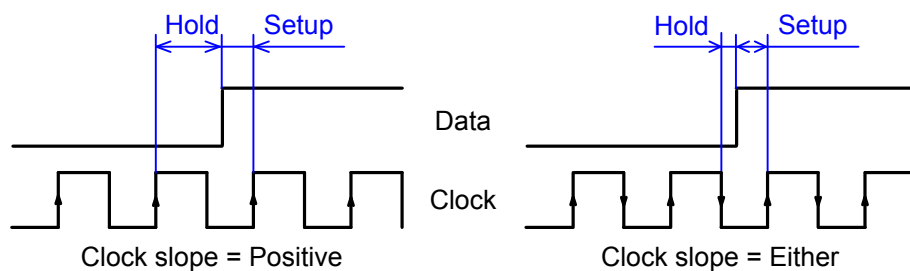 Hold Setup Hold Setup
Data
Clock
Clock slope = Positive Clock slope = Either